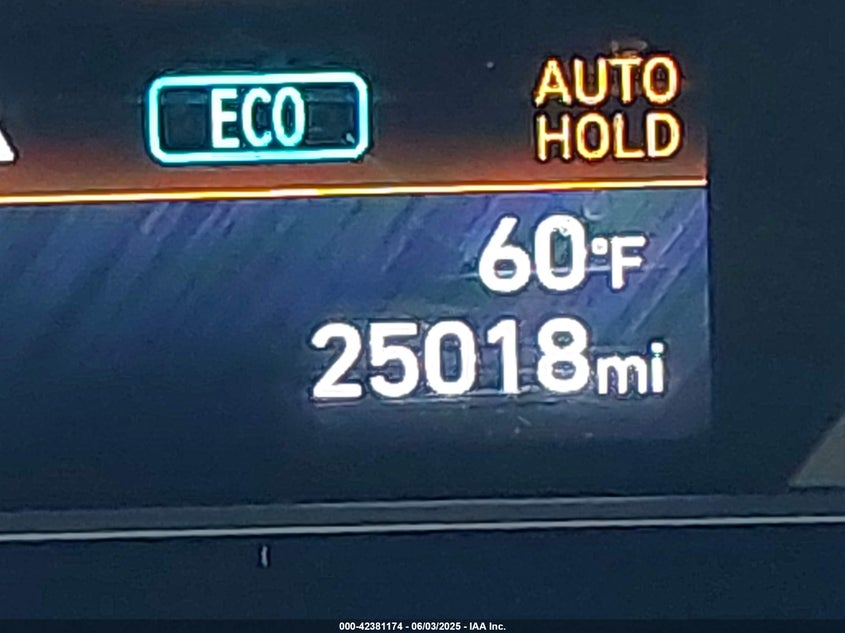 ECO
AUTO
HOLD
60°F
25018mi
000-42381174 - 06/03/2025 - IAA Inc.